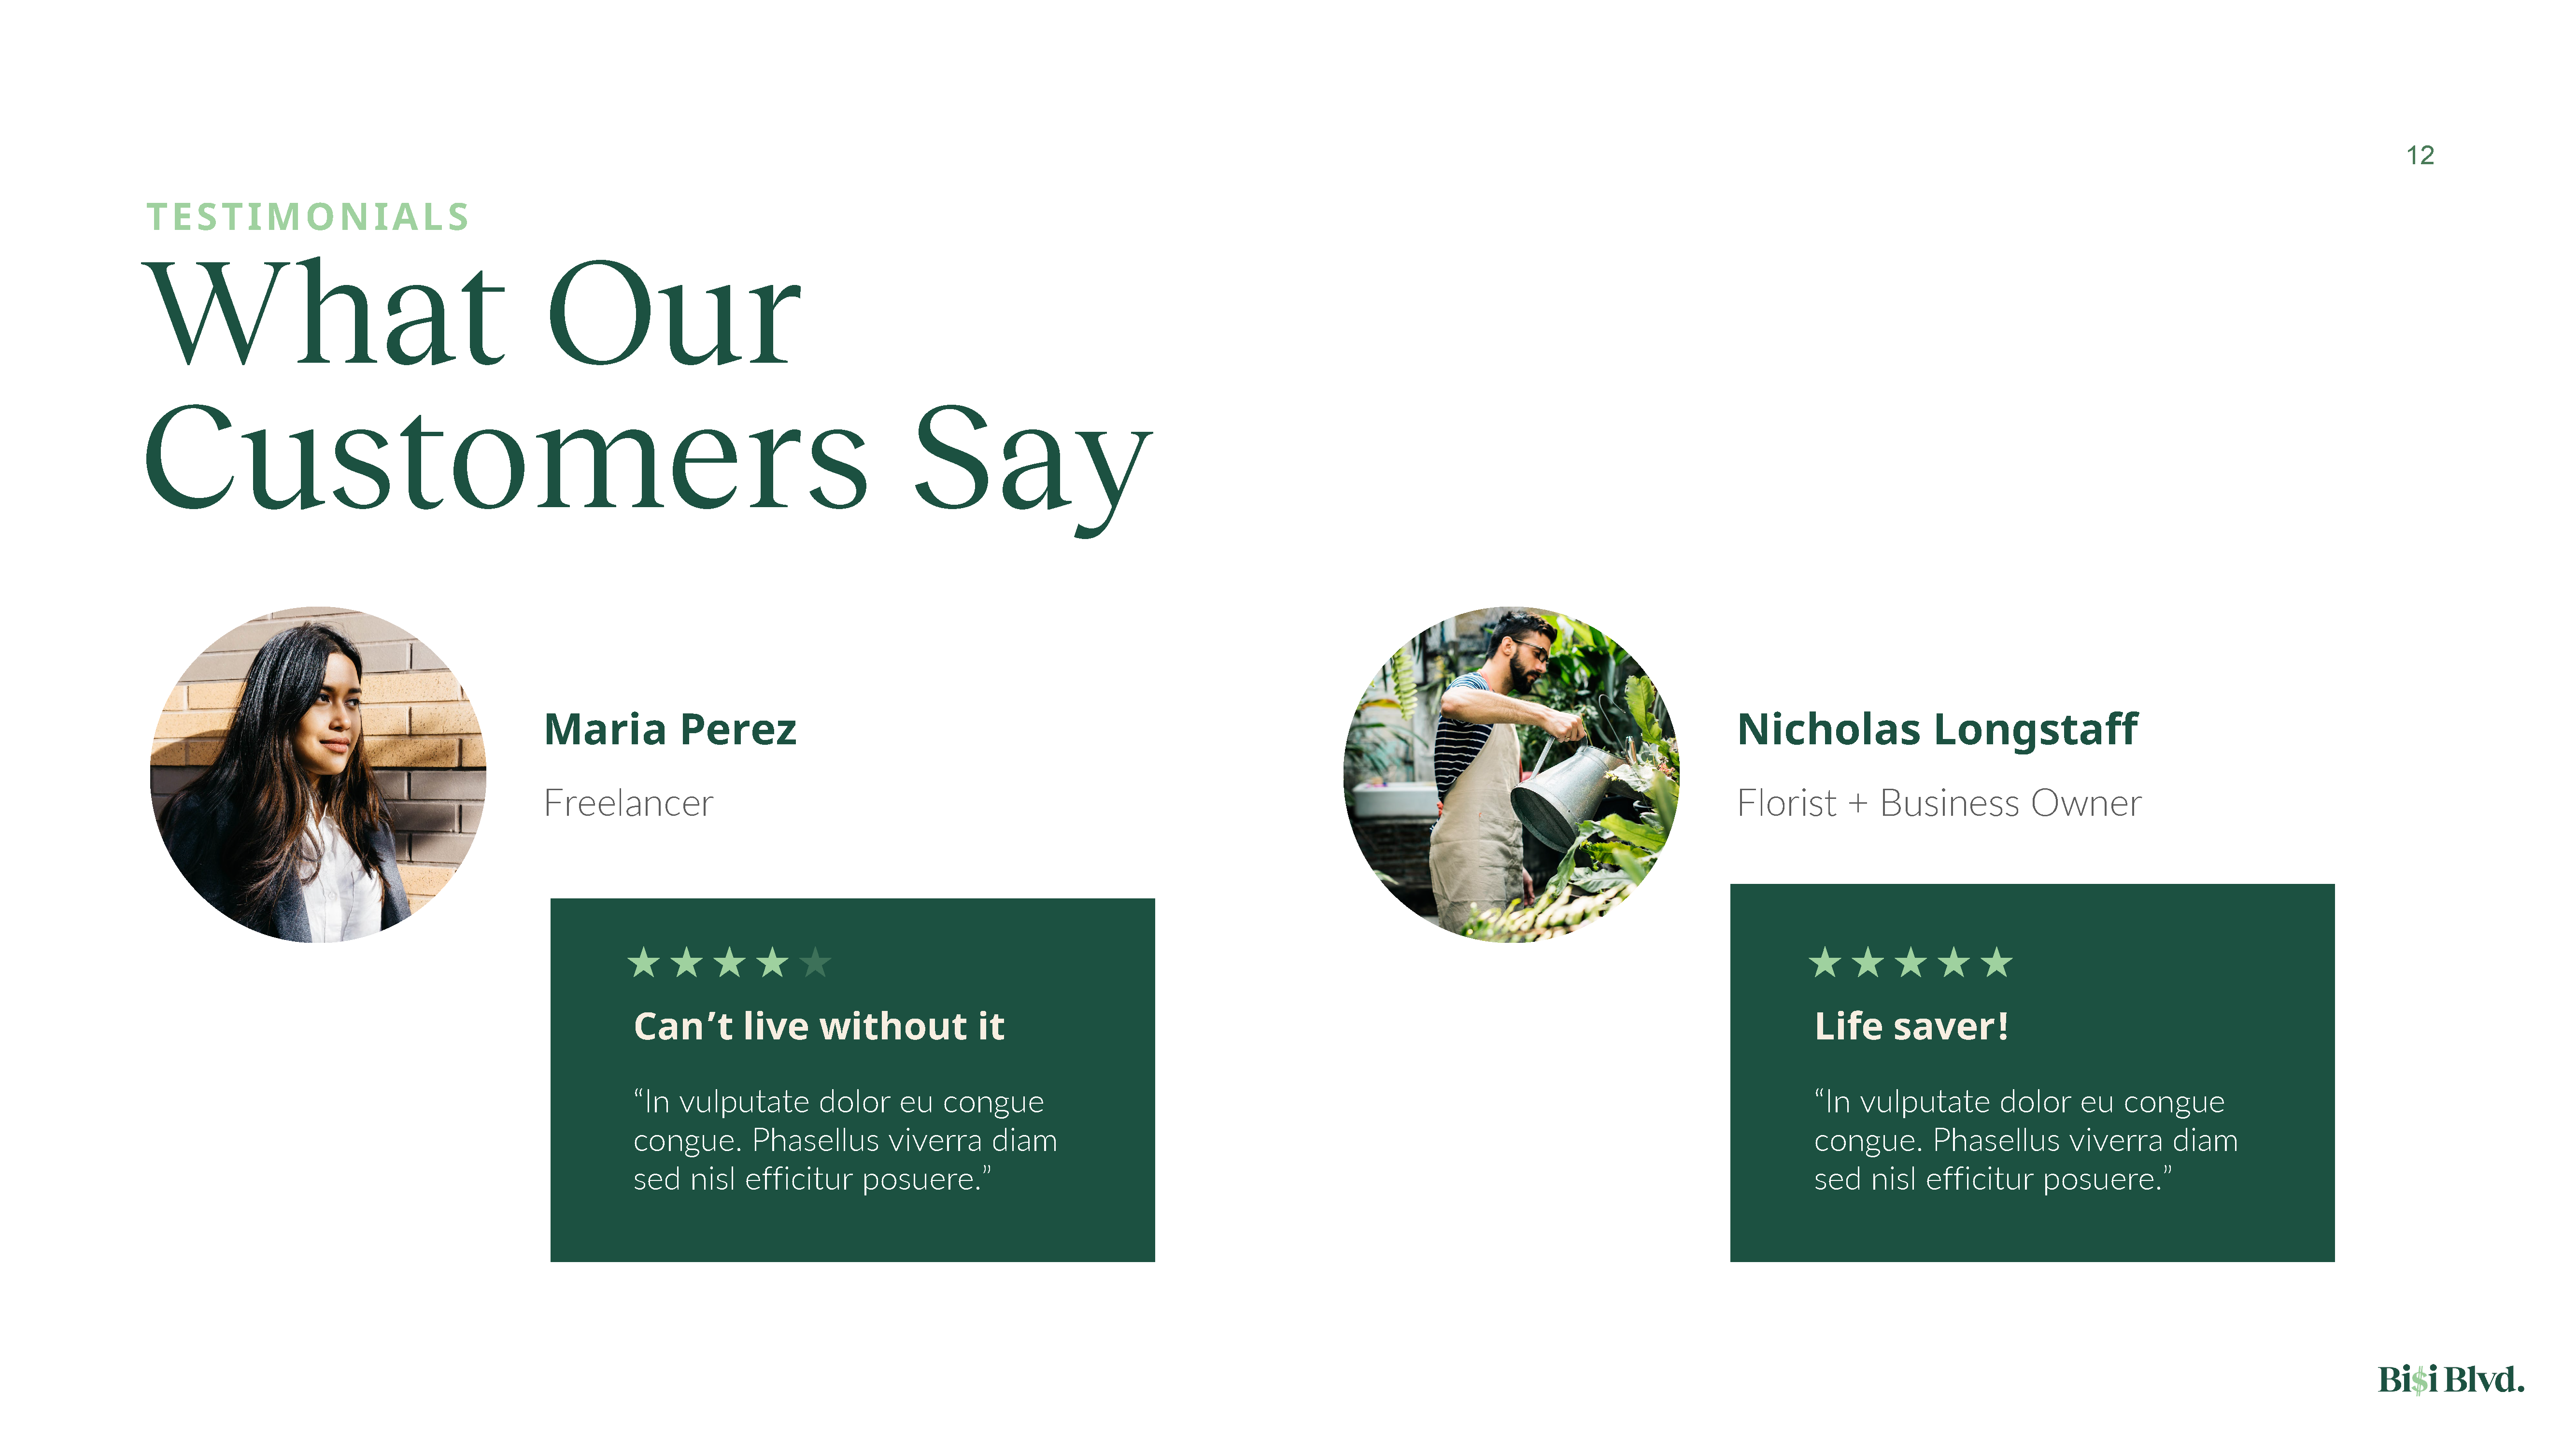 12
TESTIMONIALS
What Our
Customers Say
Maria Perez
Freelancer
Can’t live without it
“In vulputate dolor eu congue
congue. Phasellus viverra diam
sed nisl efficitur posuere.”
Nicholas Longstaff
Florist + Business Owner
Life saver!
“In vulputate dolor eu congue
congue. Phasellus viverra diam
sed nisl efficitur posuere.”
Bi$i Blvd.